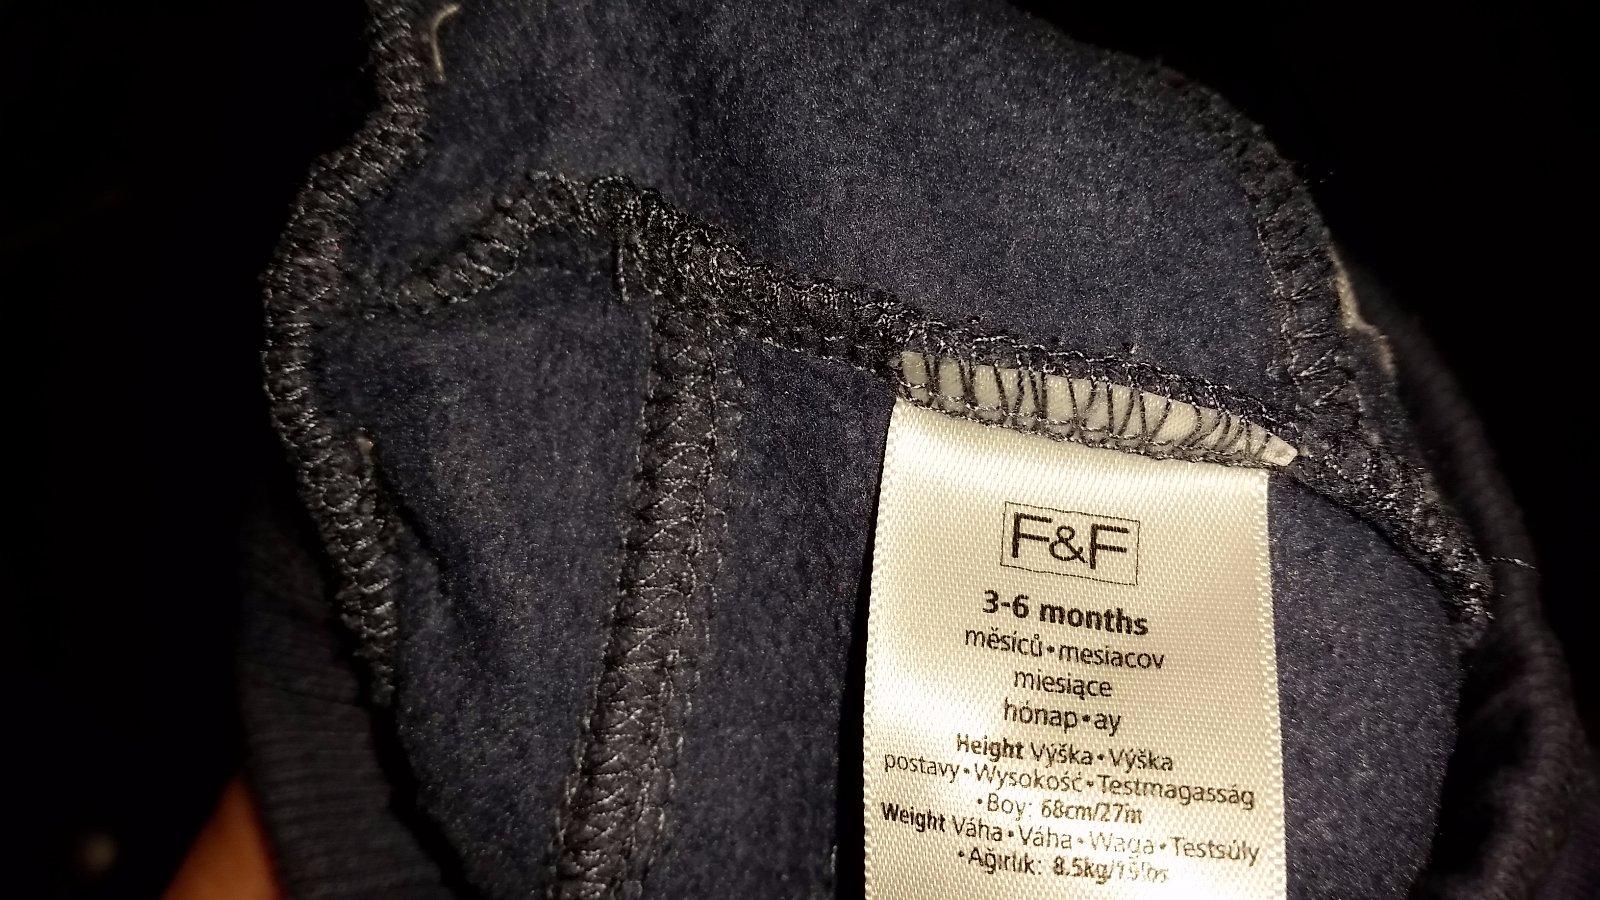 F&F
3-6 months
měsíců•mesiacov
miesiące
hónap•ay
Height Výška•Výška
postavy•Wysokość•Testmagasság
•Boy: 68cm/27in
Weight Váha•Váha•Waga•Testsúly
•Ağırlık: 8.5kg/19lbs